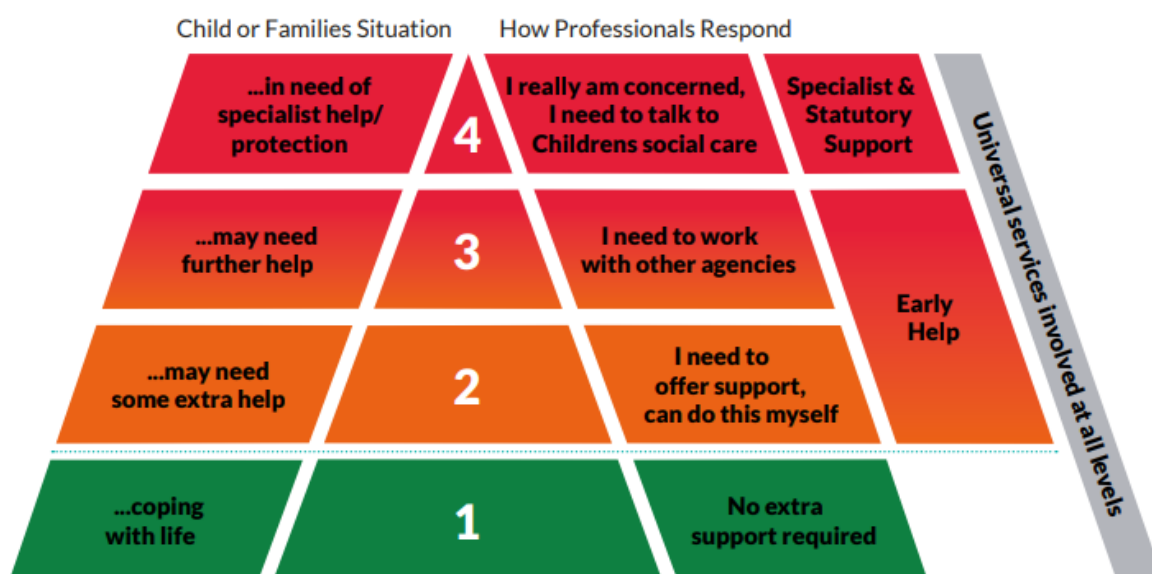 Child or Families Situation
How Professionals Respond
...in need of
specialist help/
protection
4
I really am concerned,
I need to talk to
Childrens social care
Specialist &
Statutory
Support
...may need
further help
3
I need to work
with other agencies
Early
Help
...may need
some extra help
2
I need to
offer support,
can do this myself
...coping
with life
1
No extra
support required
Universal services involved at all levels